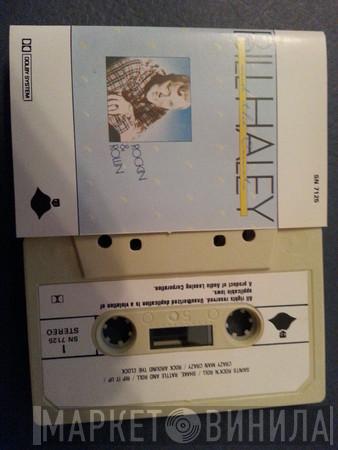 DOLBY SYSTEM
BILL HALEY
ROCKIN
&
ROLLIN
SN 7125
All rights reserved. Unauthorized duplication is a violation of
applicable laws.
A product of Audio Leasing Corporation.
1
SN 7125
STEREO
50
SAINTS ROCK'N ROLL / SHAKE, RATTLE AND ROLL / RIP IT UP /
CRAZY MAN CRAZY / ROCK AROUND THE CLOCK
МАРКЕТ ВИНИЛА